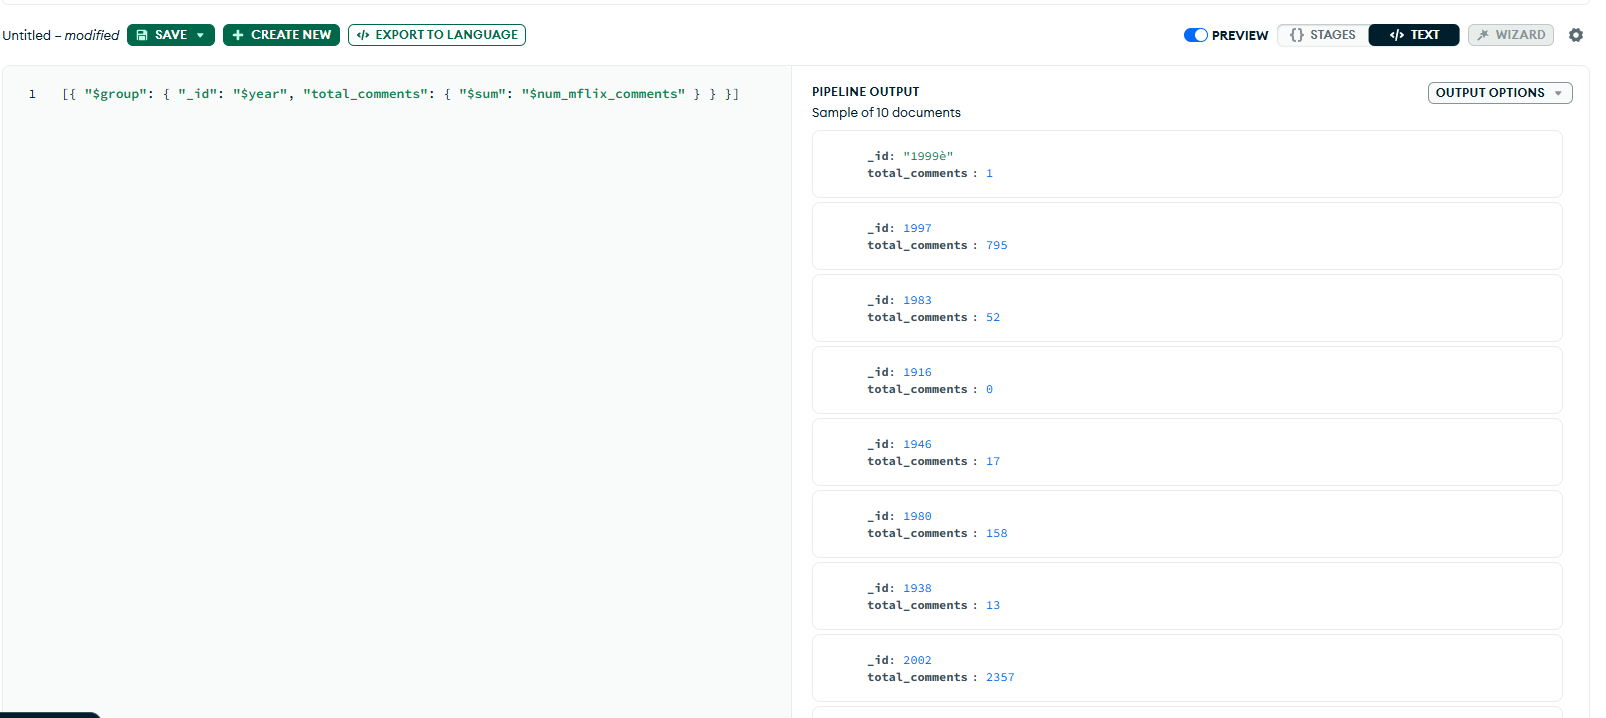 Untitled – modified SAVE CREATE NEW </> EXPORT TO LANGUAGE PREVIEW {} STAGES </> TEXT WIZARD
1 [{ "$group": { "_id": "$year", "total_comments": { "$sum": "$num_mflix_comments" } } }]
PIPELINE OUTPUT
OUTPUT OPTIONS
Sample of 10 documents
_id: "1999è"
total_comments : 1
_id: 1997
total_comments : 795
_id: 1983
total_comments : 52
_id: 1916
total_comments : 0
_id: 1946
total_comments : 17
_id: 1980
total_comments : 158
_id: 1938
total_comments : 13
_id: 2002
total_comments : 2357